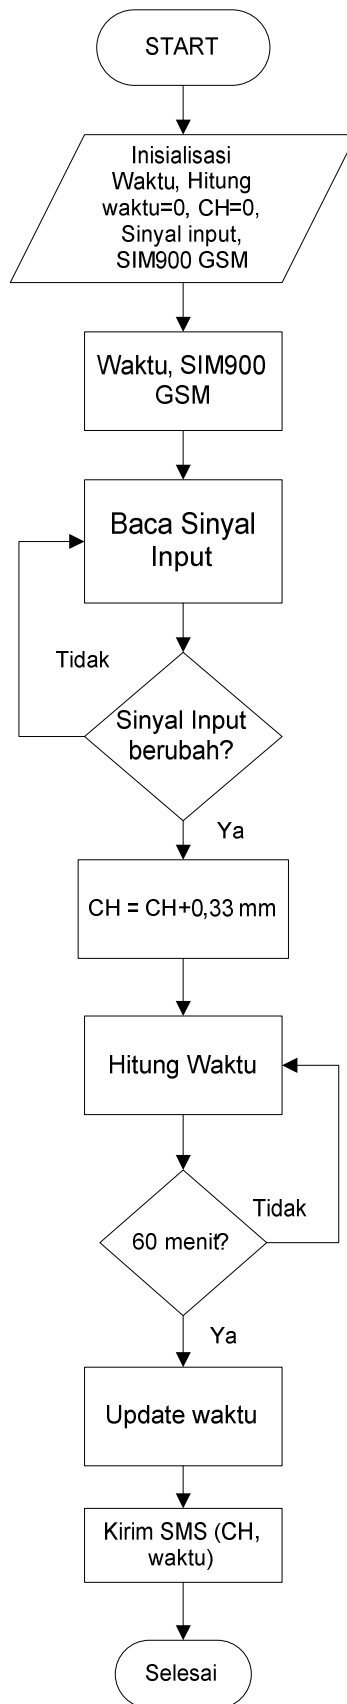 START
Inisialisasi
Waktu, Hitung
waktu=0, CH=0,
Sinyal input,
SIM900 GSM
Waktu, SIM900
GSM
Baca Sinyal
Input
Tidak
Sinyal Input
berubah?
Ya
CH = CH+0,33 mm
Hitung Waktu
Tidak
60 menit?
Ya
Update waktu
Kirim SMS (CH,
waktu)
Selesai